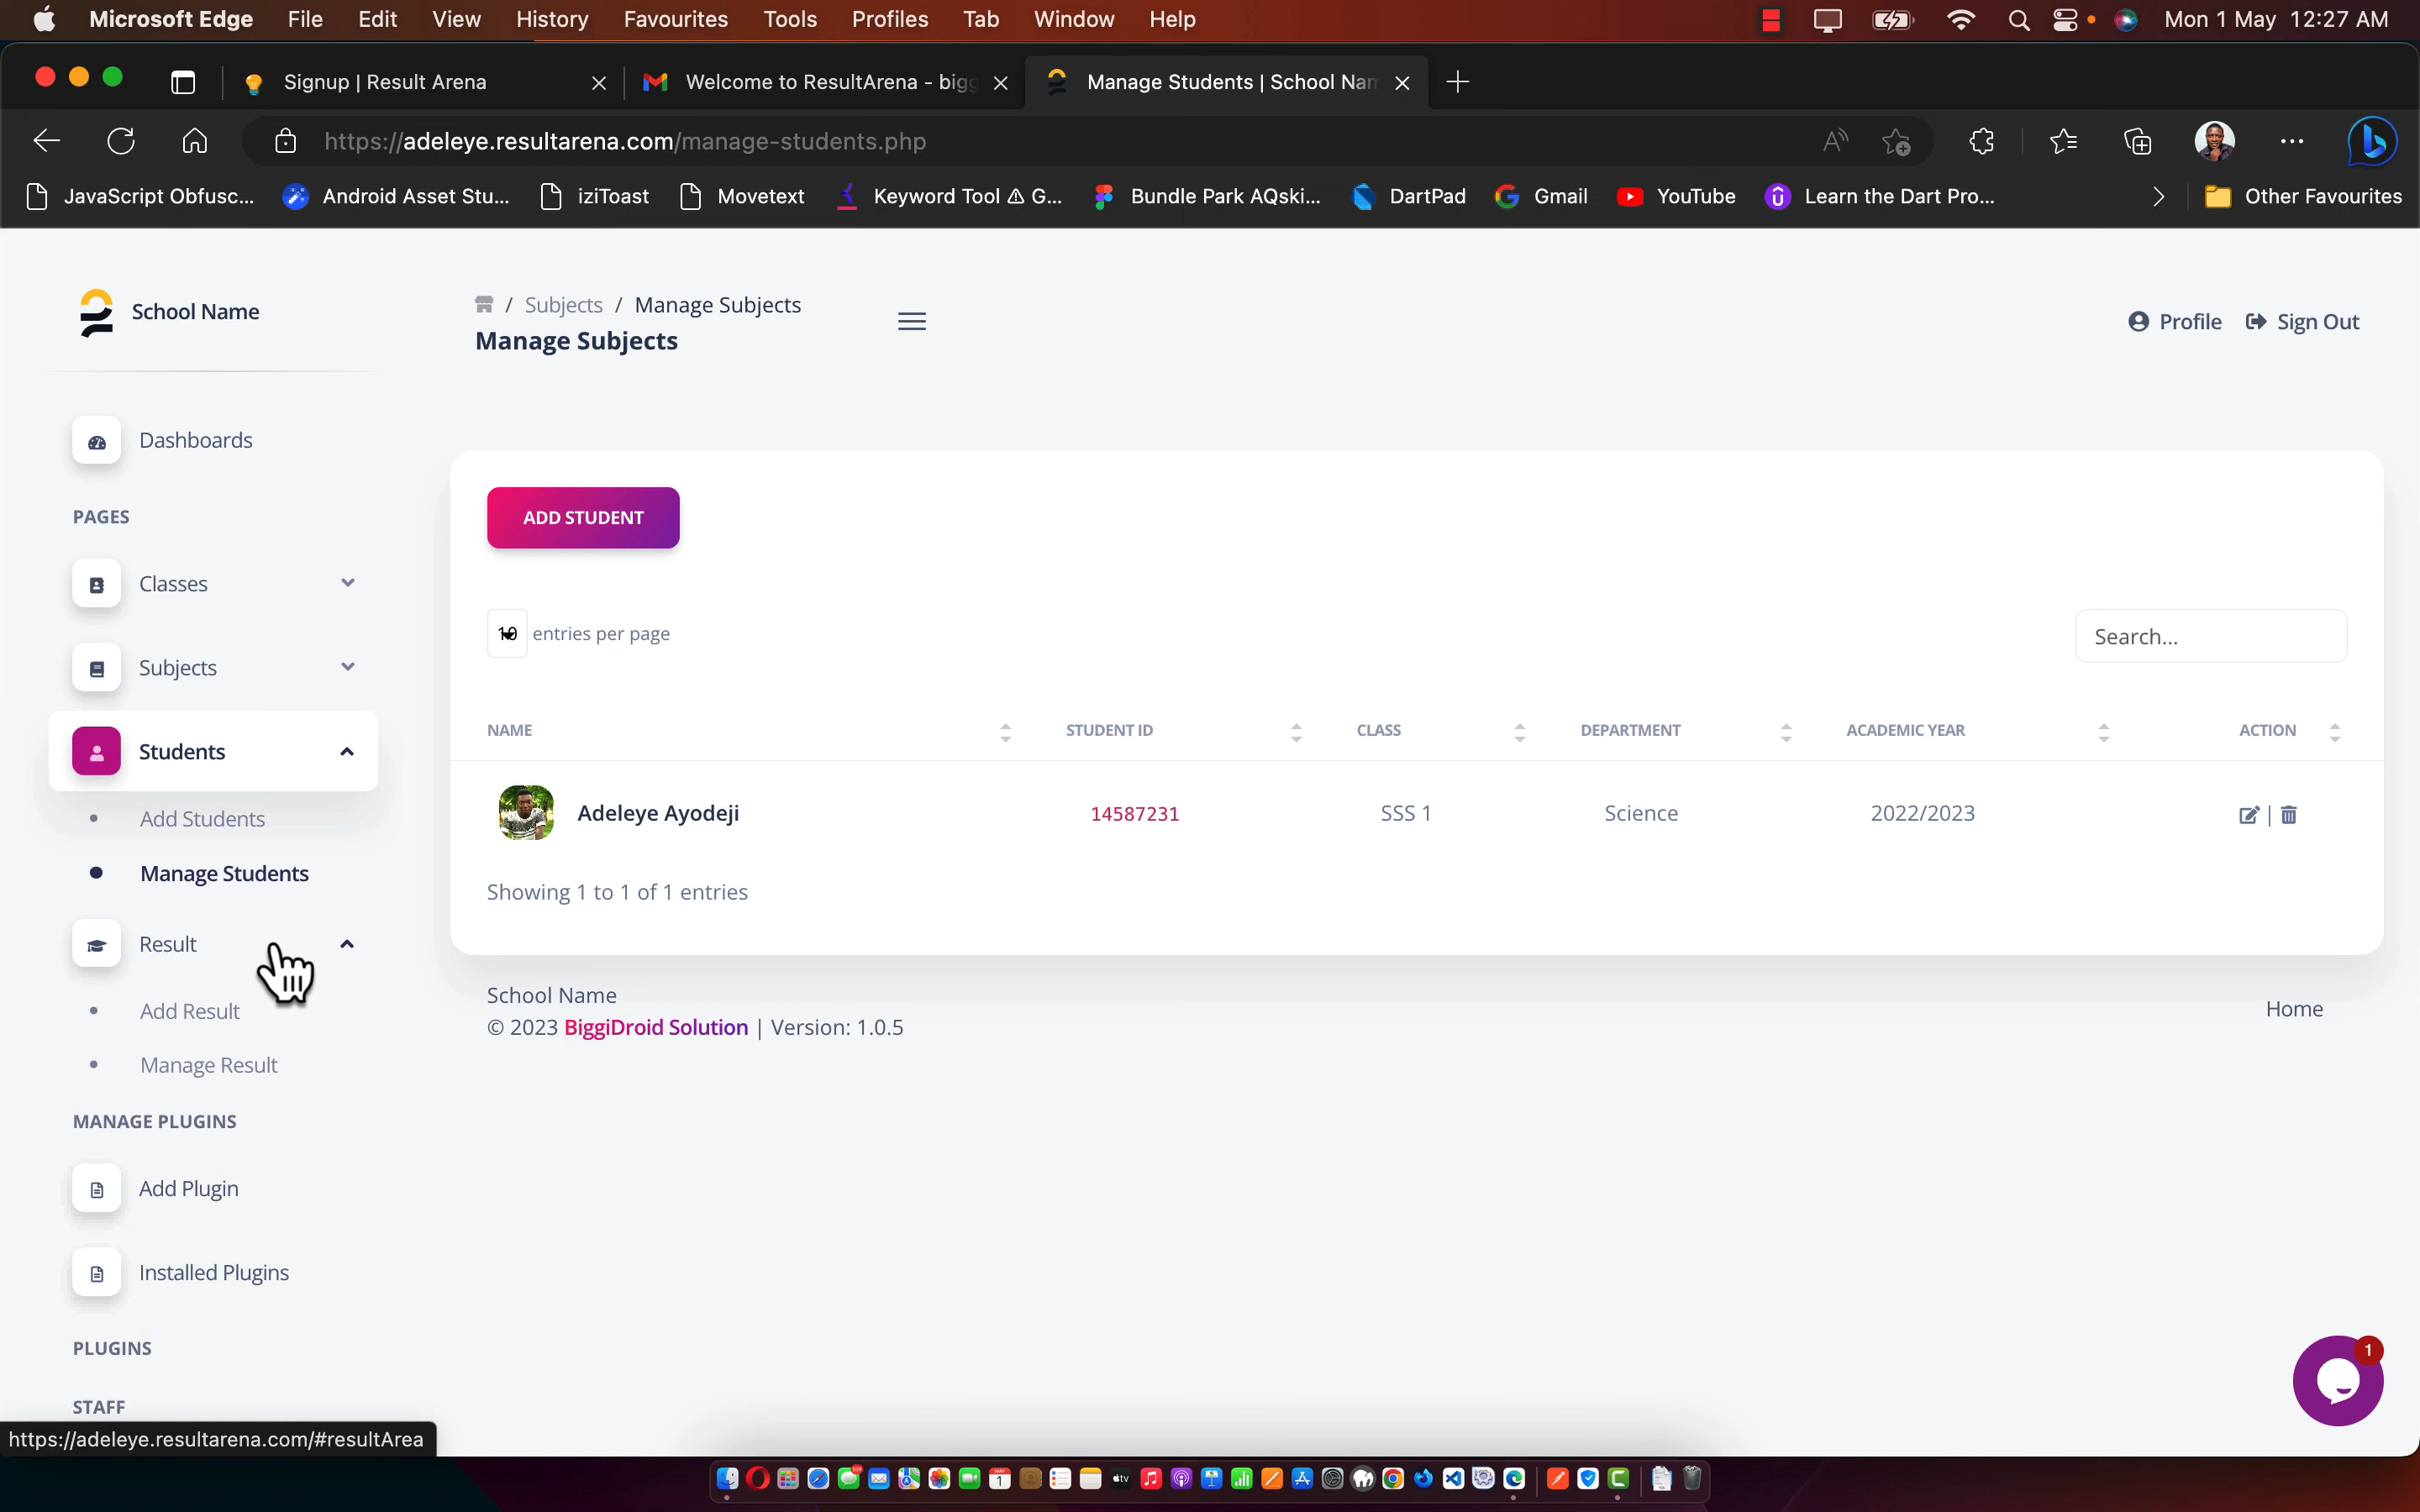 Microsoft Edge File Edit View History Favourites Tools Profiles Tab Window Help Mon 1 May 12:27 AM
Signup | Result Arena Welcome to ResultArena - bigg Manage Students | School Nam
https://adeleye.resultarena.com/manage-students.php
JavaScript Obfusc... Android Asset Stu... iziToast Movetext Keyword Tool ⚠ G... Bundle Park AQski... DartPad Gmail YouTube Learn the Dart Pro... Other Favourites
School Name
/ Subjects / Manage Subjects
Manage Subjects
Profile Sign Out
Dashboards
PAGES
Classes
Subjects
Students
Add Students
Manage Students
Result
Add Result
Manage Result
MANAGE PLUGINS
Add Plugin
Installed Plugins
PLUGINS
STAFF
https://adeleye.resultarena.com/#resultArea
ADD STUDENT
10 entries per page
Search...
NAME STUDENT ID CLASS DEPARTMENT ACADEMIC YEAR ACTION
Adeleye Ayodeji 14587231 SSS 1 Science 2022/2023 |
Showing 1 to 1 of 1 entries
School Name
© 2023 BiggiDroid Solution | Version: 1.0.5
Home
1